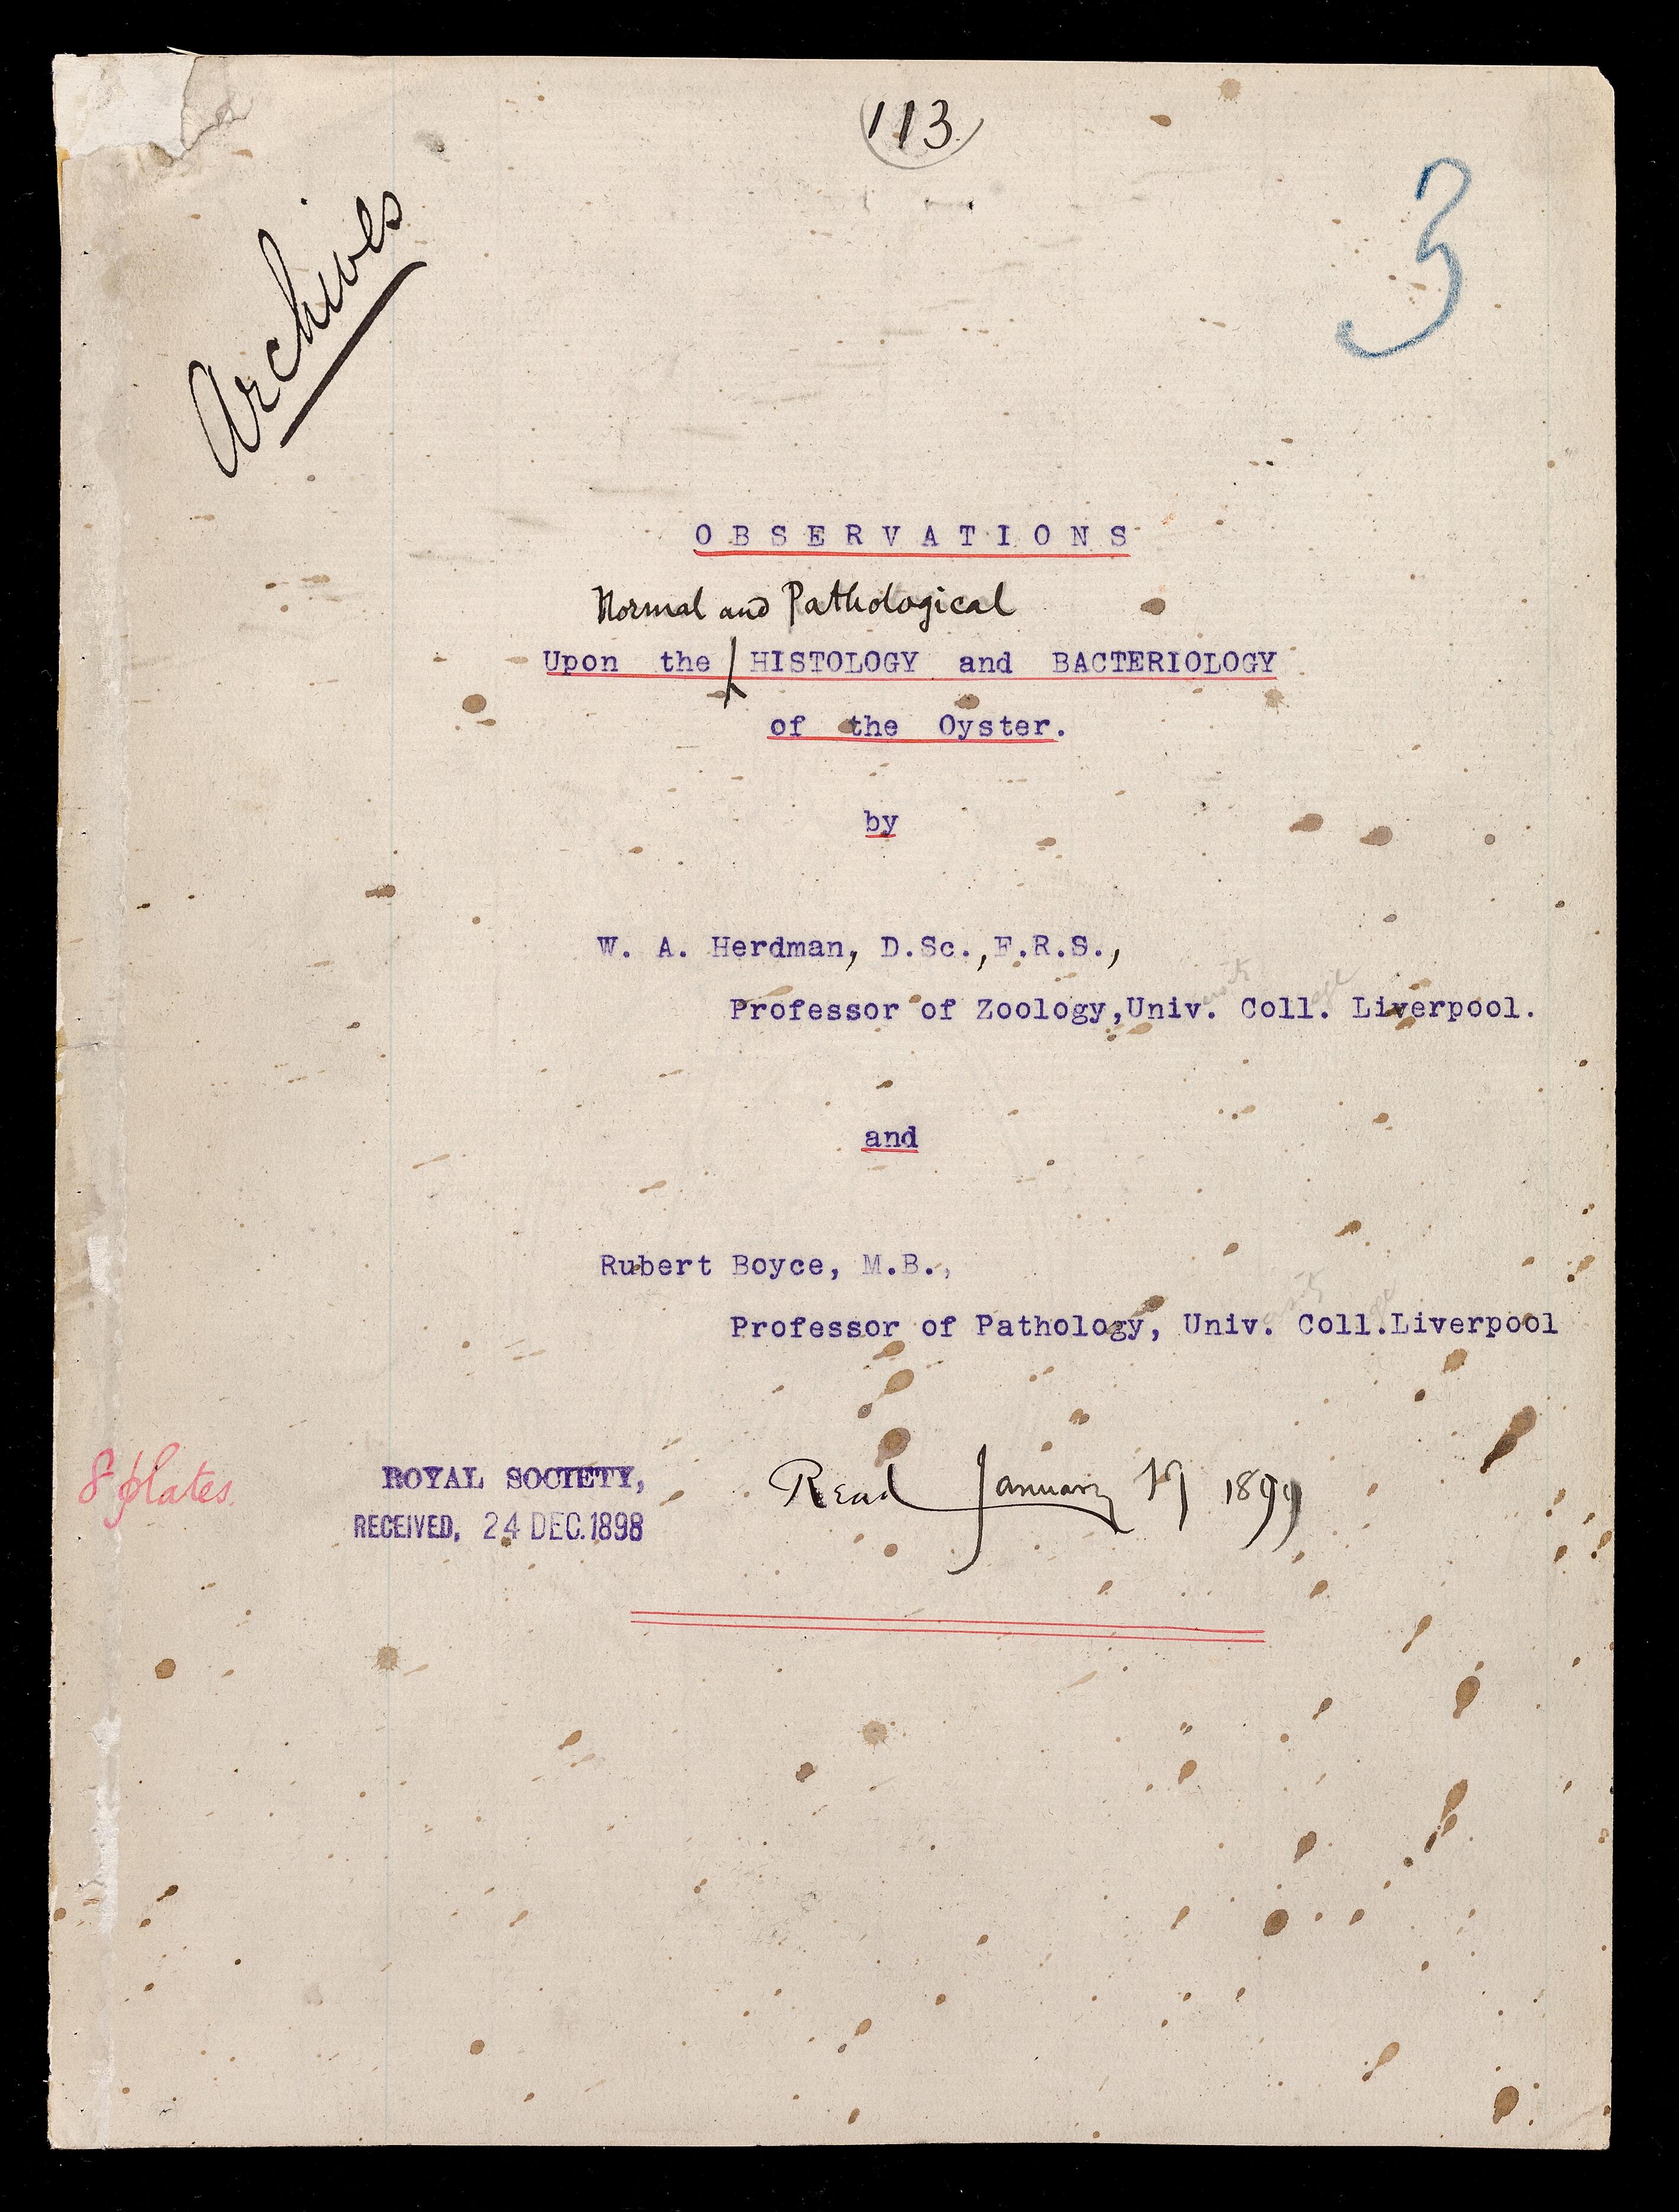 113
3
Archives
OBSERVATIONS
Normal and Pathological
Upon the HISTOLOGY and BACTERIOLOGY
of the Oyster.
by
W. A. Herdman, D.Sc., F.R.S.,
Professor of Zoology, Univ. Coll. Liverpool.
and
Rubert Boyce, M.B.,
Professor of Pathology, Univ. Coll. Liverpool
8 plates.
ROYAL SOCIETY,
RECEIVED, 24 DEC. 1898
Read January 19 1899